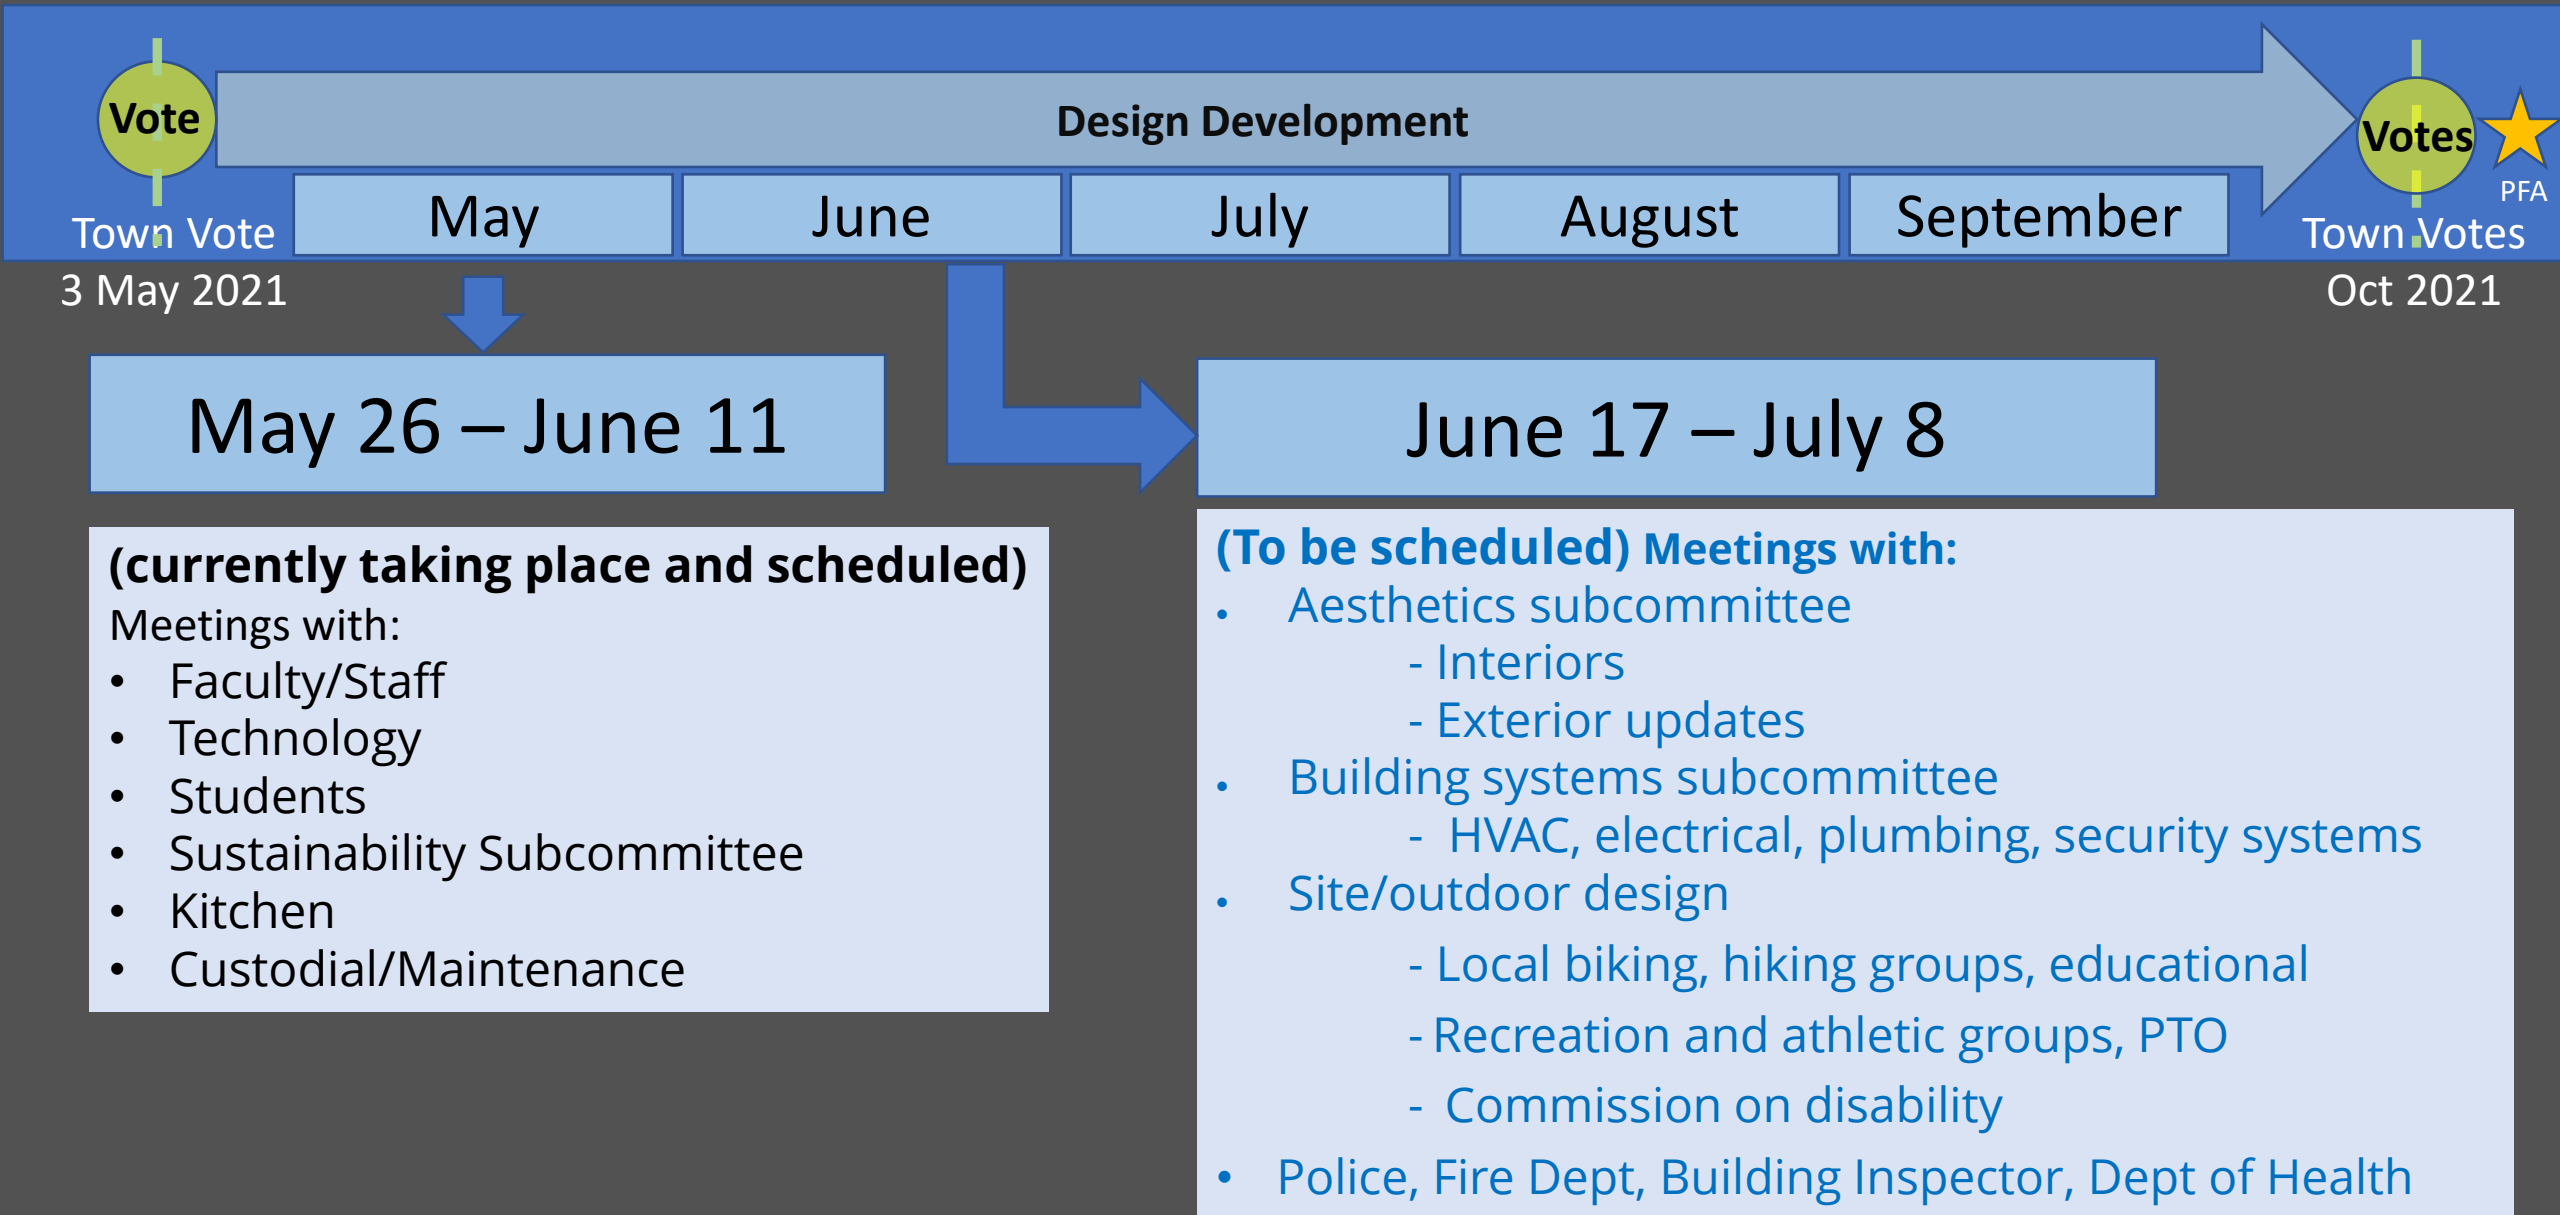 Vote
Design Development
Votes
PFA
May
June
July
August
September
Town Vote
3 May 2021
Town Votes
Oct 2021
May 26 – June 11
June 17 – July 8
(currently taking place and scheduled)
Meetings with:
• Faculty/Staff
• Technology
• Students
• Sustainability Subcommittee
• Kitchen
• Custodial/Maintenance
(To be scheduled) Meetings with:
• Aesthetics subcommittee
- Interiors
- Exterior updates
• Building systems subcommittee
- HVAC, electrical, plumbing, security systems
• Site/outdoor design
- Local biking, hiking groups, educational
- Recreation and athletic groups, PTO
- Commission on disability
• Police, Fire Dept, Building Inspector, Dept of Health